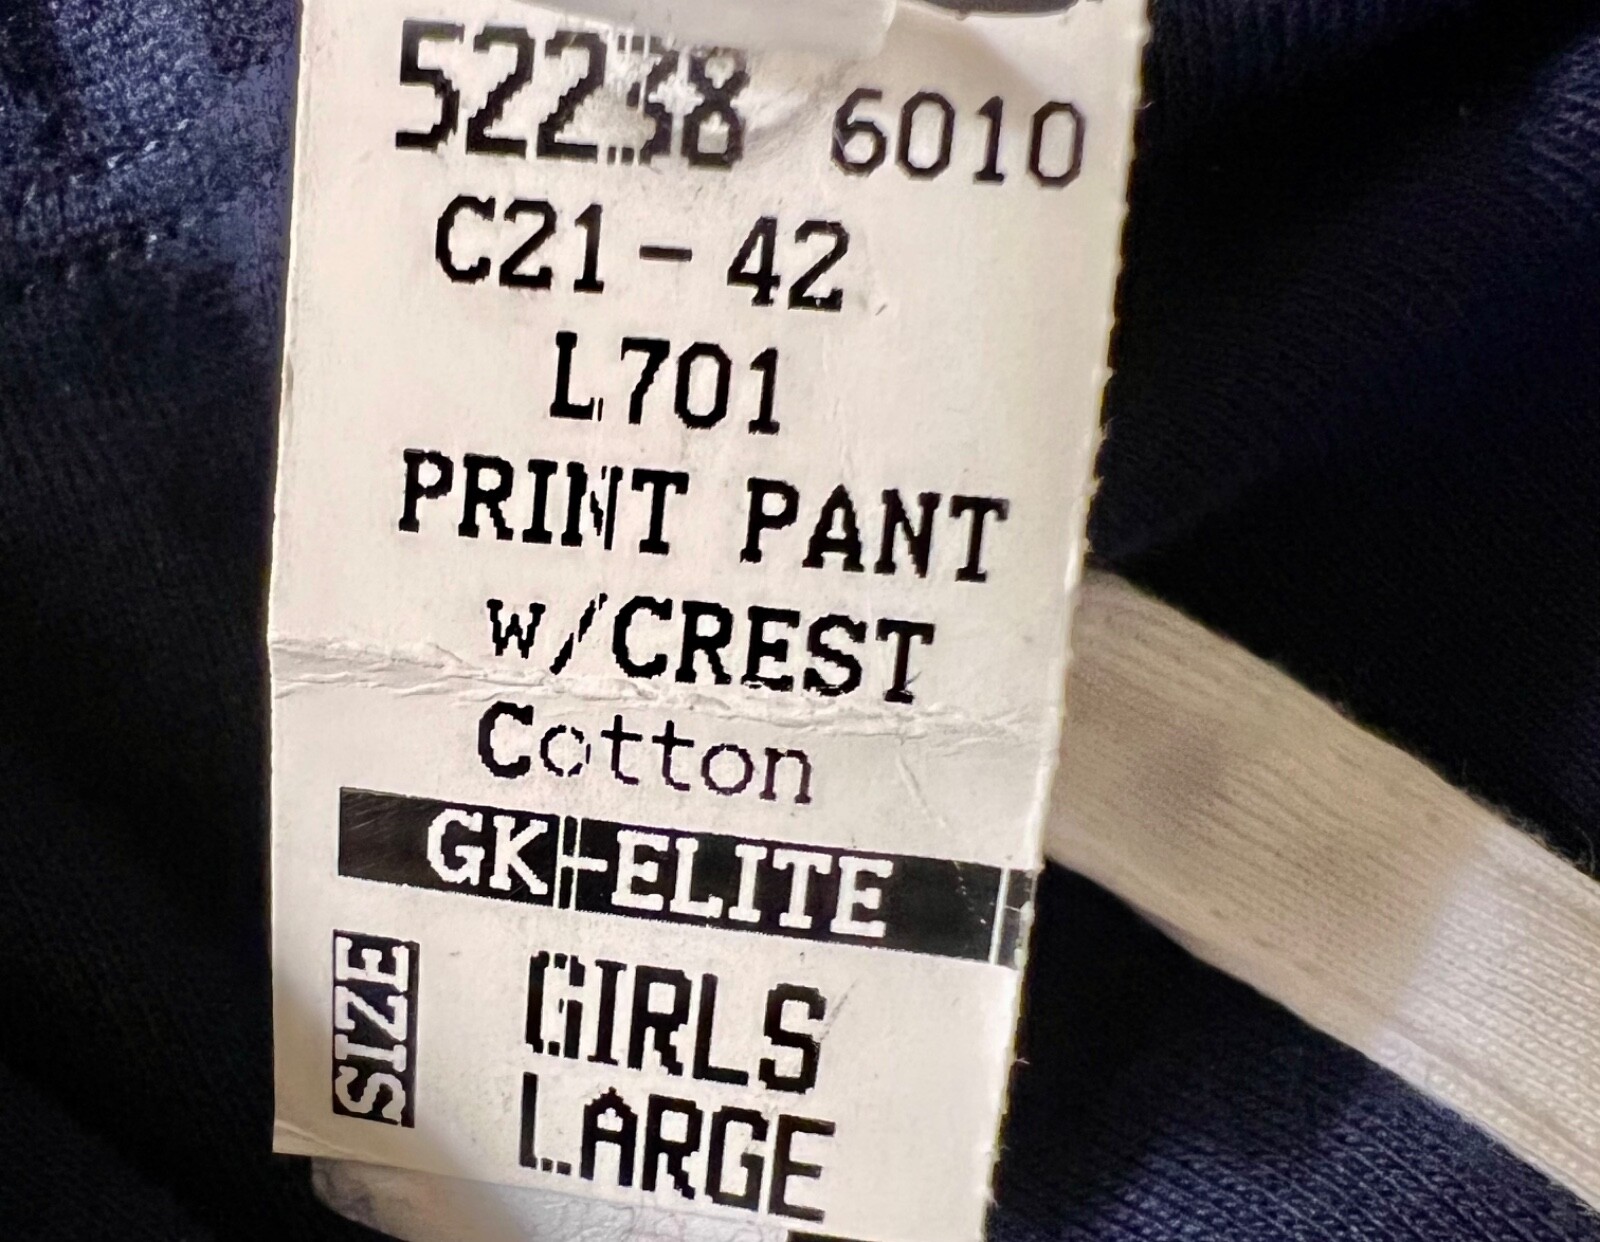 52238 6010
C21-42
L701
PRINT PANT
w/CREST
Cotton
GK-ELITE
SIZE
GIRLS
LARGE